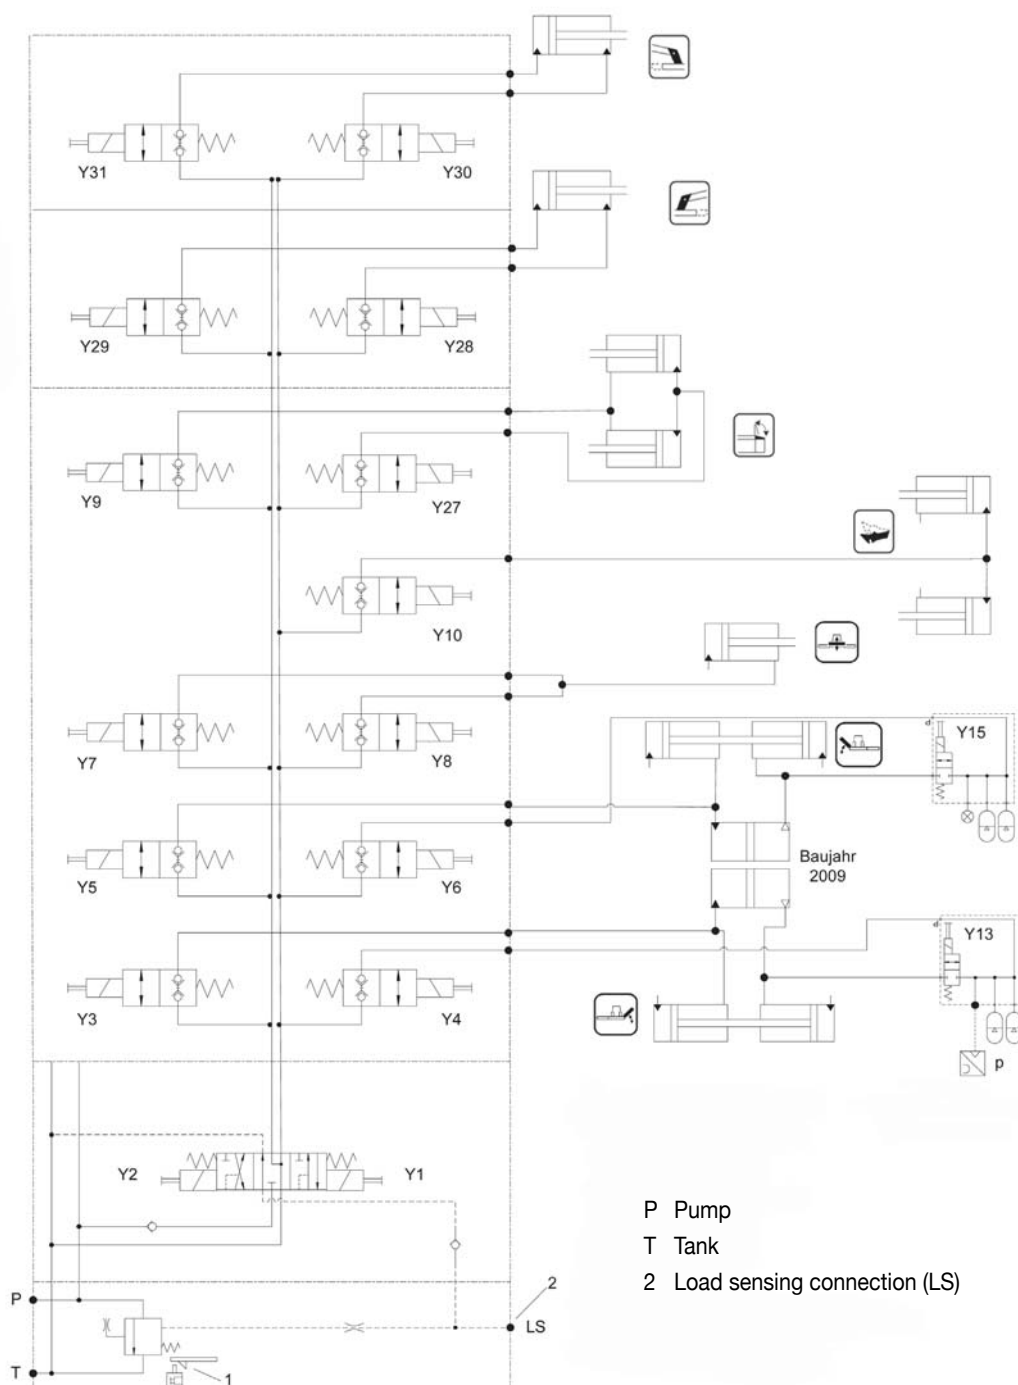 Y31
Y30
Y29
Y28
Y9
Y27
Y10
Y7
Y8
Y15
Y5
Y6
Baujahr
2009
Y13
Y3
Y4
p
Y2
Y1
P Pump
T Tank
2 Load sensing connection (LS)
2
P
LS
T
1